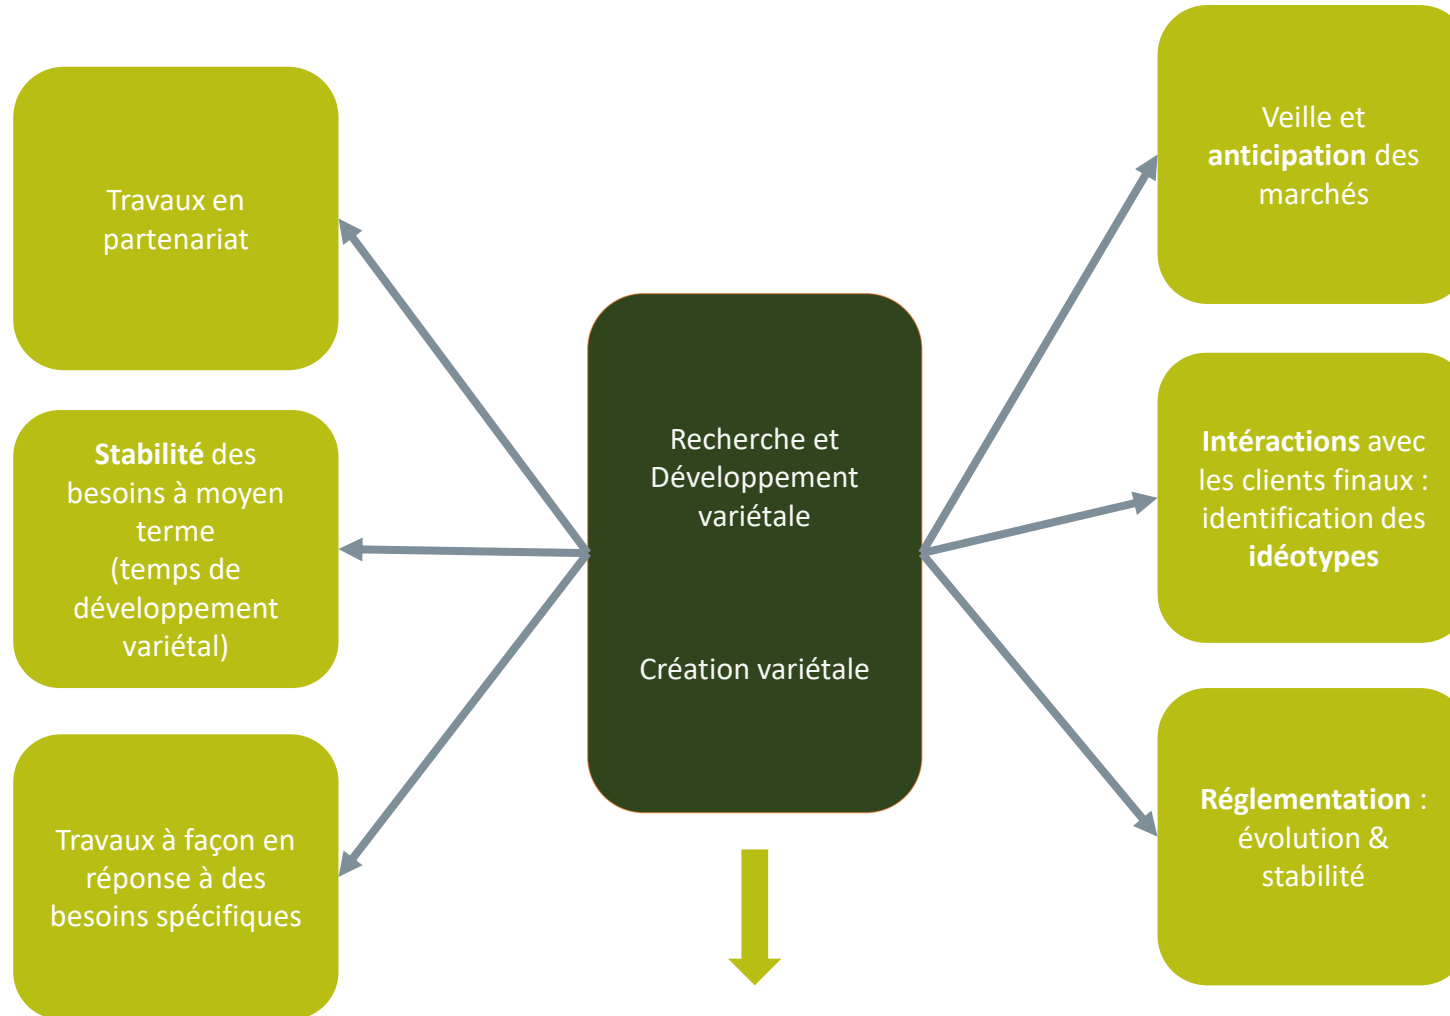 Travaux en
partenariat
Stabilité des
besoins à moyen
terme
(temps de
développement
variétal)
Travaux à façon en
réponse à des
besoins spécifiques
Recherche et
Développement
variétale
Création variétale
Veille et
anticipation des
marchés
Intéractions avec
les clients finaux :
identification des
idéotypes
Réglementation :
évolution &
stabilité